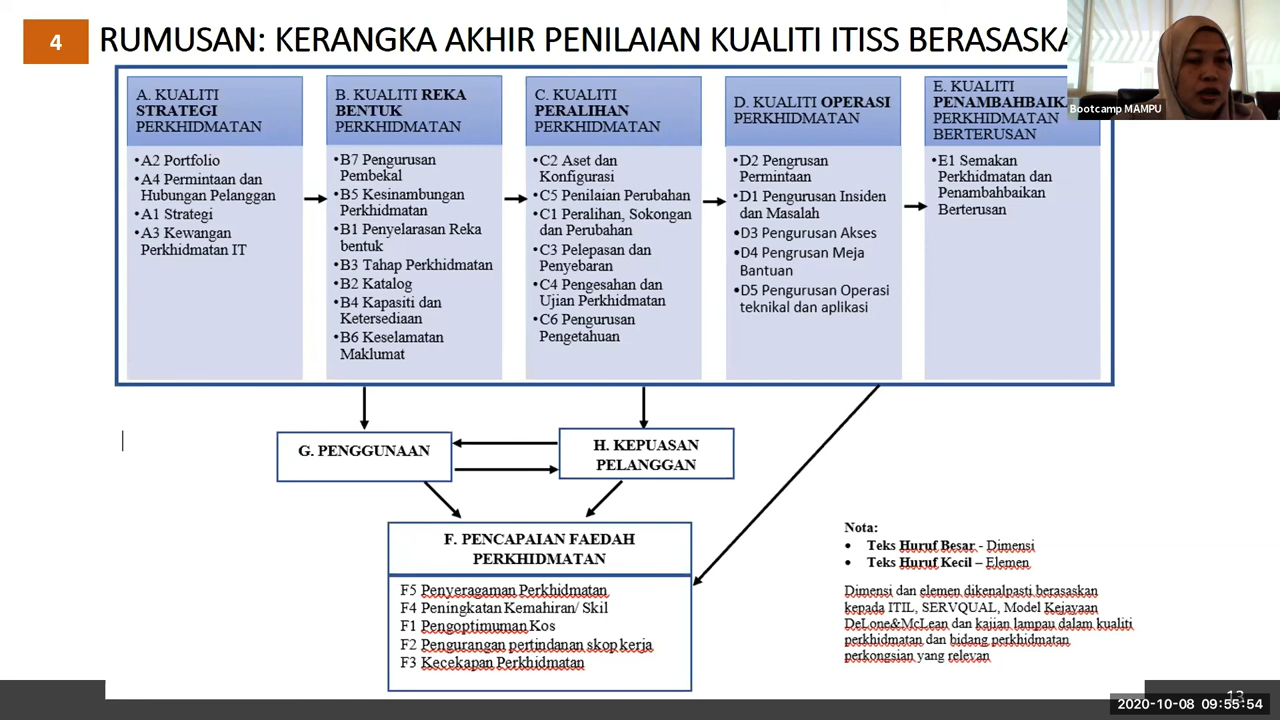 4
RUMUSAN: KERANGKA AKHIR PENILAIAN KUALITI ITISS
Bootcamp MAMPU
A. KUALITI
STRATEGI
PERKHIDMATAN
•A2 Portfolio
•A4 Permintaan dan
Hubungan Pelanggan
•A1 Strategi
•A3 Kewangan
Perkhidmatan IT
B. KUALITI REKA
BENTUK
PERKHIDMATAN
•B7 Pengurusan
Pembekal
•B5 Kesinambungan
Perkhidmatan
•B1 Penyelarasan Reka
bentuk
•B3 Tahap Perkhidmatan
•B2 Katalog
•B4 Kapasiti dan
Ketersediaan
•B6 Keselamatan
Maklumat
C. KUALITI
PERALIHAN
PERKHIDMATAN
•C2 Aset dan
Konfigurasi
•C5 Penilaian Perubahan
•C1 Peralihan, Sokongan
dan Perubahan
•C3 Pelepasan dan
Penyebaran
•C4 Pengesahan dan
Ujian Perkhidmatan
•C6 Pengurusan
Pengetahuan
D. KUALITI OPERASI
PERKHIDMATAN
•D2 Pengrusan
Permintaan
•D1 Pengurusan Insiden
dan Masalah
•D3 Pengurusan Akses
•D4 Pengrusan Meja
Bantuan
•D5 Pengurusan Operasi
teknikal dan aplikasi
E. KUALITI
PERKHIDMATAN
BERTERUSAN
•E1 Semakan
Perkhidmatan dan
Penambahbaikan
Berterusan
G. PENGGUNAAN
H. KEPUASAN
PELANGGAN
F. PENCAPAIAN FAEDAH
PERKHIDMATAN
F5 Penyeragaman Perkhidmatan
F4 Peningkatan Kemahiran/ Skil
F1 Pengoptimuman Kos
F2 Pengurangan pertindanan skop kerja
F3 Kecekapan Perkhidmatan
Nota:
• Teks Huruf Besar - Dimensi
• Teks Huruf Kecil – Elemen
Dimensi dan elemen dikenalpasti berasaskan
kepada ITIL, SERVQUAL, Model Kejayaan
DeLone&McLean dan kajian lampau dalam kualiti
perkhidmatan dan bidang perkhidmatan
perkongsian yang relevan
2020-10-08 09:55:54